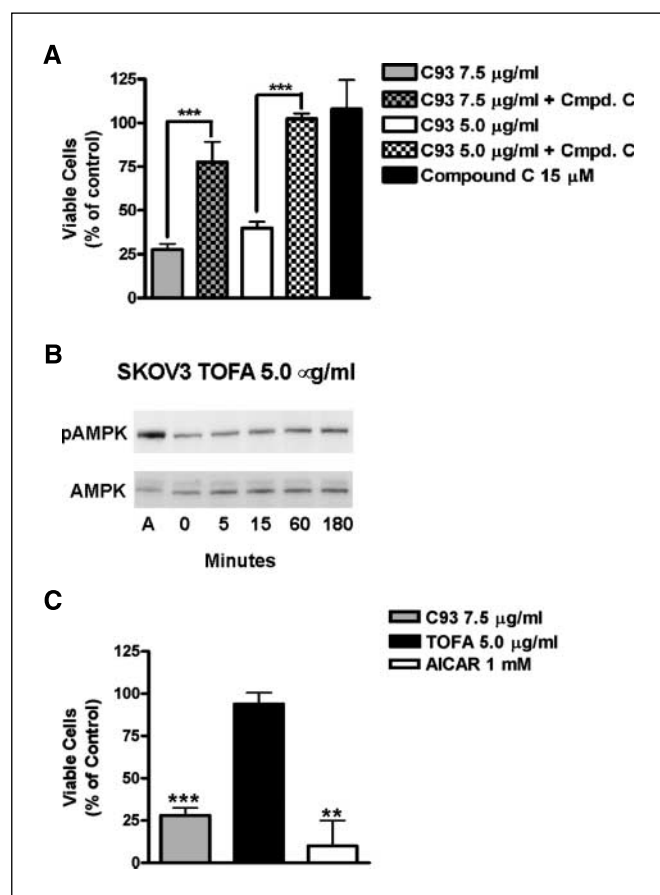 A
125
100
75
50
25
0
Viable Cells
(% of control)
***
***
C93 7.5 μg/ml
C93 7.5 μg/ml + Cmpd. C
C93 5.0 μg/ml
C93 5.0 μg/ml + Cmpd. C
Compound C 15 μM
B
SKOV3 TOFA 5.0 ∝g/ml
pAMPK
AMPK
A 0 5 15 60 180
Minutes
C
C93 7.5 μg/ml
TOFA 5.0 μg/ml
AICAR 1 mM
125
100
75
50
25
0
Viable Cells
(% of Control)
***
**